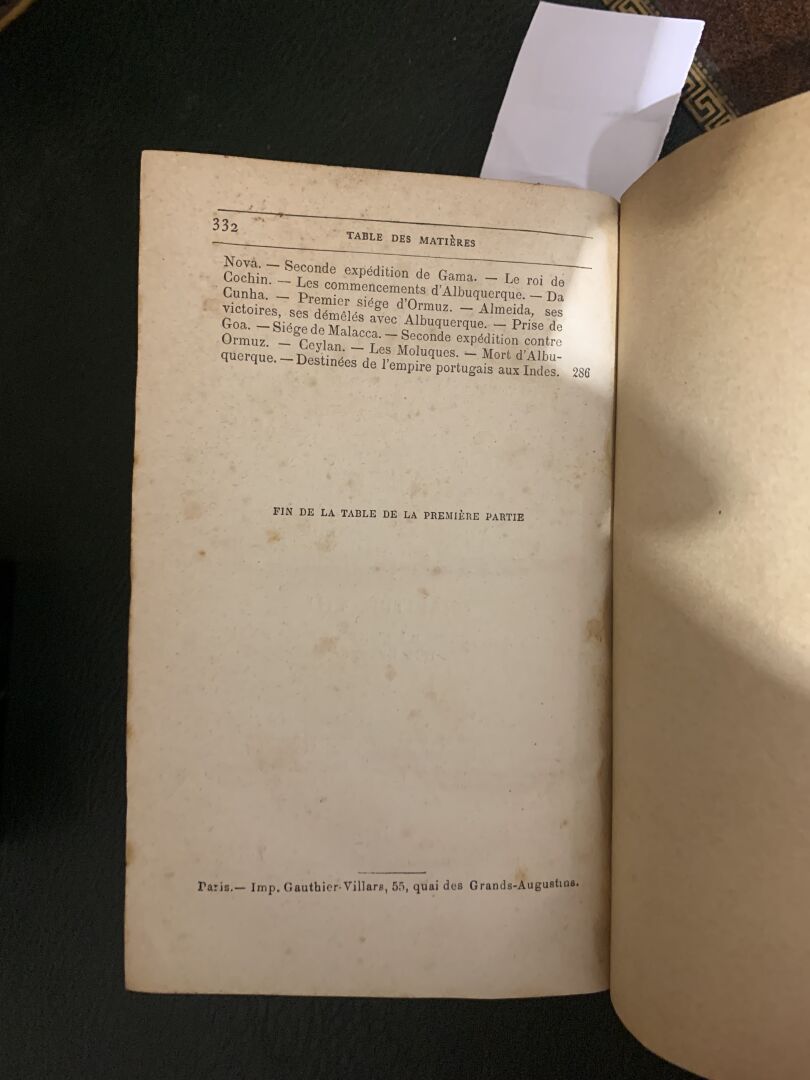 332
TABLE DES MATIÈRES
Nova. — Seconde expédition de Gama. — Le roi de
Cochin. — Les commencements d'Albuquerque. — Da
Cunha. — Premier siége d'Ormuz. — Almeida, ses
victoires, ses démêlés avec Albuquerque. — Prise de
Goa. — Siége de Malacca. — Seconde expédition contre
Ormuz. — Ceylan. — Les Moluques. — Mort d'Albu-
querque. — Destinées de l'empire portugais aux Indes. 286
FIN DE LA TABLE DE LA PREMIÈRE PARTIE
Paris.— Imp. Gauthier-Villars, 55, quai des Grands-Augustins.